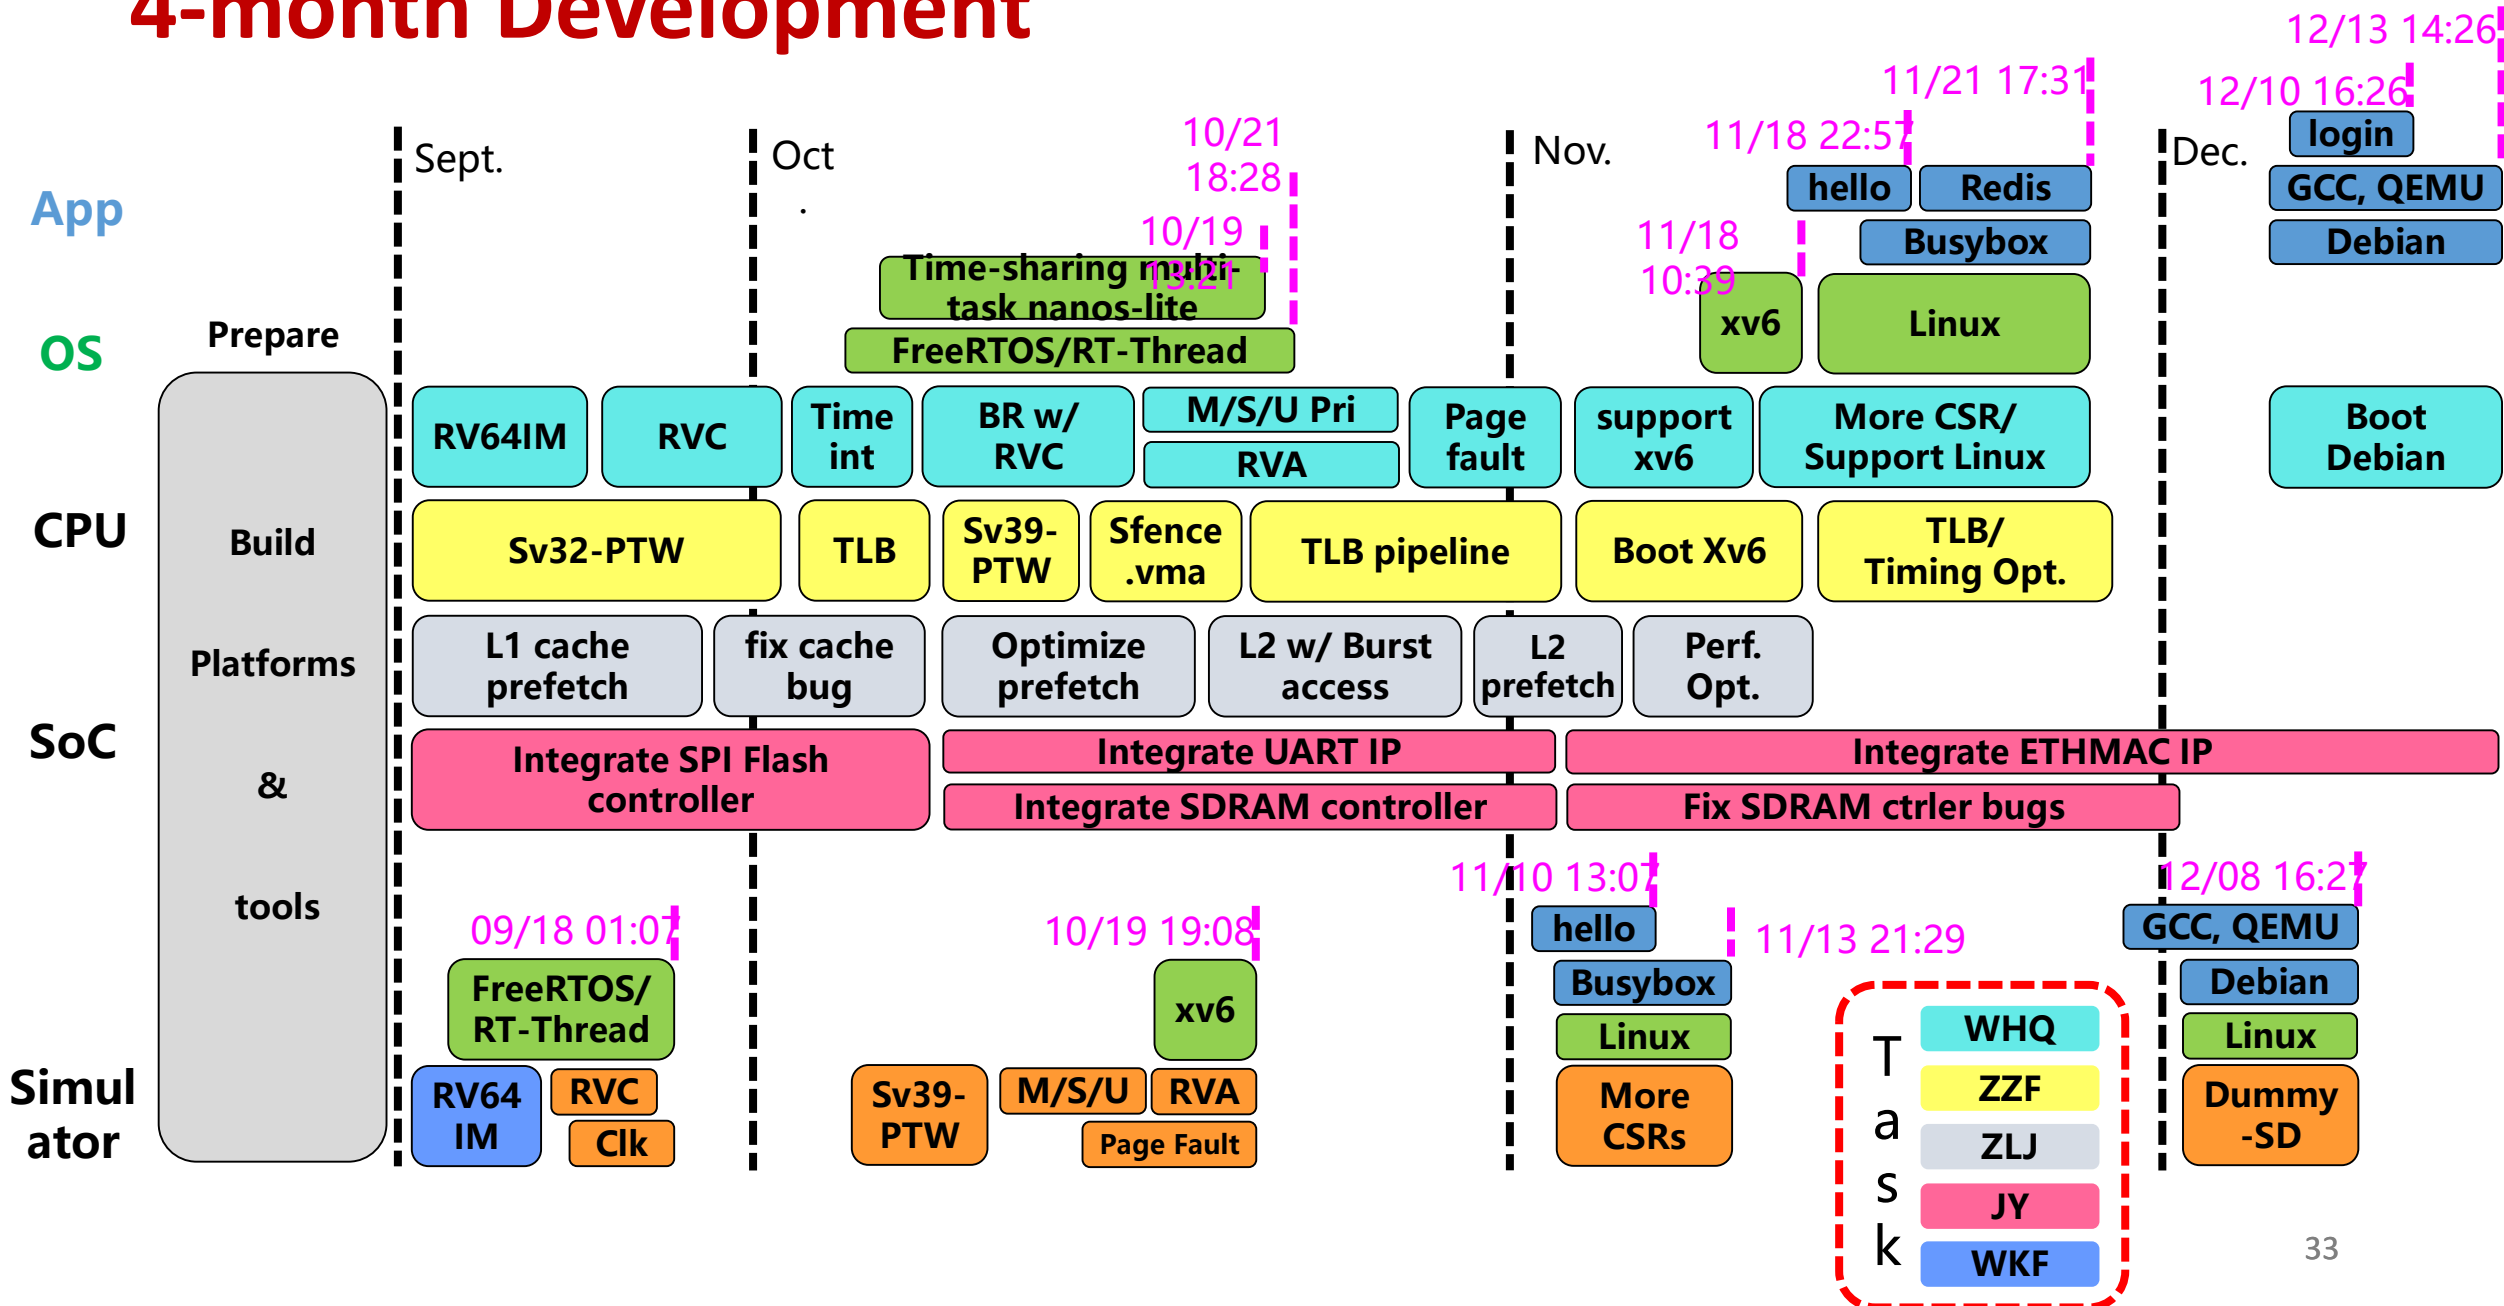 4-month Development
12/13 14:26
11/21 17:31
12/10 16:26
10/21
18:28
11/18 22:57
login
Sept.
Oct
.
Nov.
Dec.
hello
Redis
GCC, QEMU
App
10/19
13:21
11/18
10:39
Busybox
Debian
Time-sharing multi-
task nanos-lite
xv6
Linux
Prepare
OS
FreeRTOS/RT-Thread
RV64IM
RVC
Time
int
BR w/
RVC
M/S/U Pri
RVA
Page
fault
support
xv6
More CSR/
Support Linux
Boot
Debian
CPU
Build
Sv32-PTW
TLB
Sv39-
PTW
Sfence
.vma
TLB pipeline
Boot Xv6
TLB/
Timing Opt.
Platforms
L1 cache
prefetch
fix cache
bug
Optimize
prefetch
L2 w/ Burst
access
L2
prefetch
Perf.
Opt.
SoC
&
Integrate SPI Flash
controller
Integrate UART IP
Integrate ETHMAC IP
Integrate SDRAM controller
Fix SDRAM ctrler bugs
tools
09/18 01:07
10/19 19:08
11/10 13:07
11/13 21:29
12/08 16:27
hello
GCC, QEMU
FreeRTOS/
RT-Thread
xv6
Busybox
Debian
Linux
Linux
Simul
ator
RV64
IM
RVC
Clk
Sv39-
PTW
M/S/U
RVA
Page Fault
More
CSRs
Dummy
-SD
T
a
s
k
WHQ
ZZF
ZLJ
JY
WKF
33